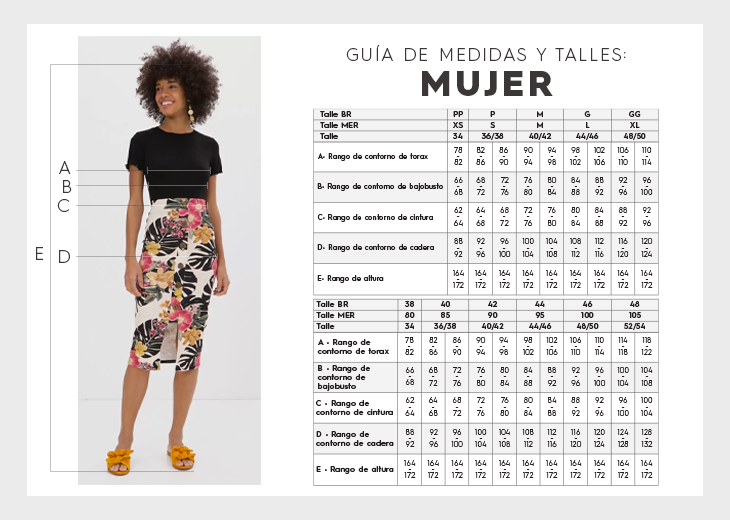 GUÍA DE MEDIDAS Y TALLES:
MUJER
A
B
C
E D
Talle BR PP P M G GG
Talle MER XS S M L XL
Talle 34 36/38 40/42 44/46 48/50
A• Rango de contorno de torax 78-82 82-86 86-90 90-94 94-98 98-102 102-106 106-110 110-114
B• Rango de contorno de bajobusto 66-68 68-72 72-76 76-80 80-84 84-88 88-92 92-96 96-100
C• Rango de contorno de cintura 62-64 64-68 68-72 72-76 76-80 80-84 84-88 88-92 92-96
D• Rango de contorno de cadera 88-92 92-96 96-100 100-104 104-108 108-112 112-116 116-120 120-124
E• Rango de altura 164-172 164-172 164-172 164-172 164-172 164-172 164-172 164-172 164-172
Talle BR 38 40 42 44 46 48
Talle MER 80 85 90 95 100 105
Talle 34 36/38 40/42 44/46 48/50 52/54
A • Rango de
contorno de torax 78-82 82-86 86-90 90-94 94-98 98-102 102-106 106-110 110-114 114-118 118-122
B • Rango de
contorno de
bajobusto 66-68 68-72 72-76 76-80 80-84 84-88 88-92 92-96 96-100 100-104 104-108
C • Rango de
contorno de cintura 62-64 64-68 68-72 72-76 76-80 80-84 84-88 88-92 92-96 96-100 100-104
D • Rango de
contorno de cadera 88-92 92-96 96-100 100-104 104-108 108-112 112-116 116-120 120-124 124-128 128-132
E • Rango de altura 164-172 164-172 164-172 164-172 164-172 164-172 164-172 164-172 164-172 164-172 164-172